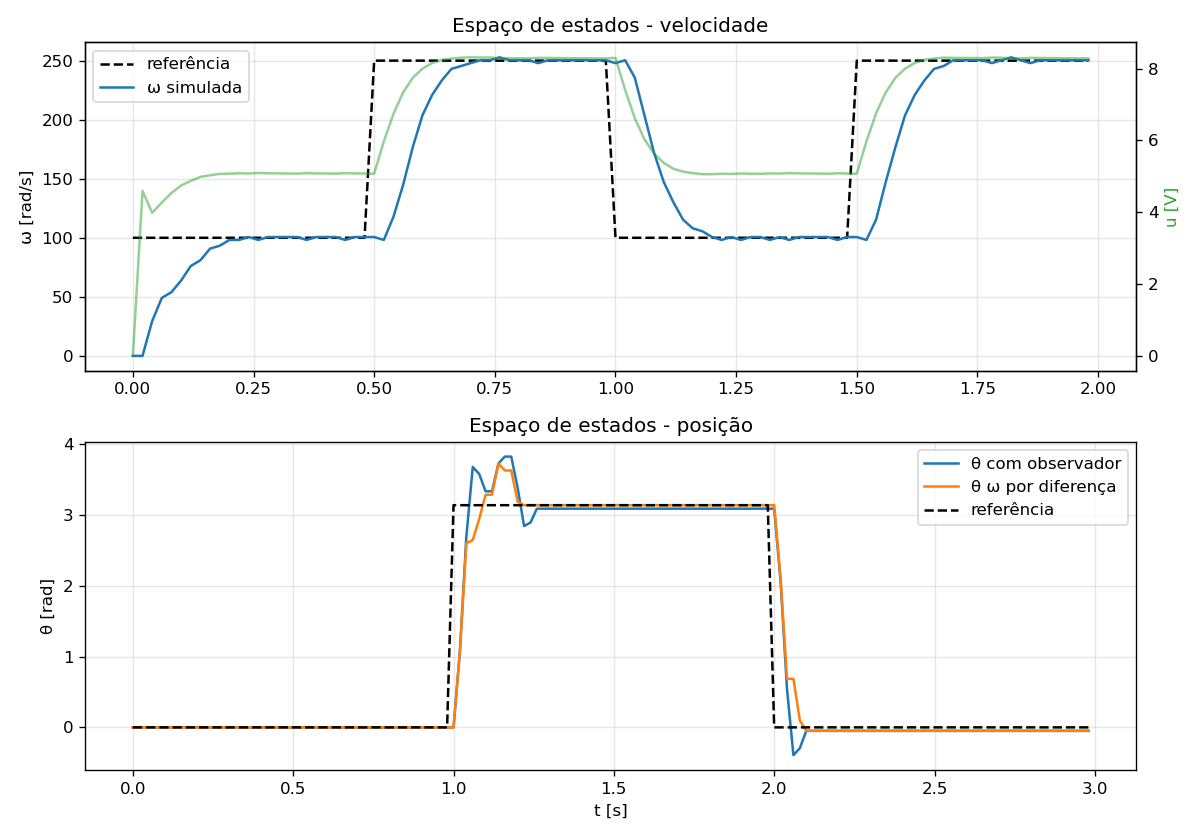 Espaço de estados - velocidade
referência
ω simulada
250
200
150
100
50
0
ω [rad/s]
8
6
4
2
0
u [V]
0.00 0.25 0.50 0.75 1.00 1.25 1.50 1.75 2.00
Espaço de estados - posição
θ com observador
θ ω por diferença
referência
4
3
2
1
0
θ [rad]
0.0 0.5 1.0 1.5 2.0 2.5 3.0
t [s]